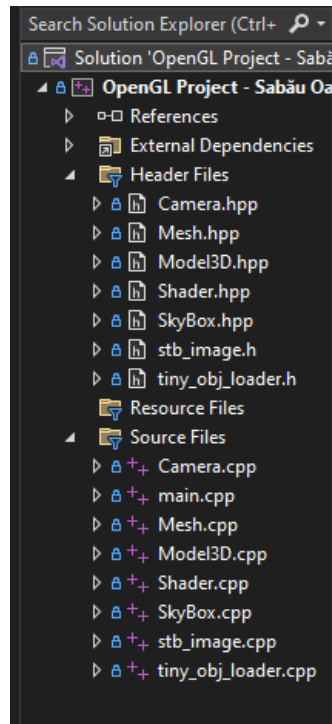 Search Solution Explorer (Ctrl+
Solution 'OpenGL Project - Sabă
OpenGL Project - Sabău Oa
References
External Dependencies
Header Files
Camera.hpp
Mesh.hpp
Model3D.hpp
Shader.hpp
SkyBox.hpp
stb_image.h
tiny_obj_loader.h
Resource Files
Source Files
Camera.cpp
main.cpp
Mesh.cpp
Model3D.cpp
Shader.cpp
SkyBox.cpp
stb_image.cpp
tiny_obj_loader.cpp